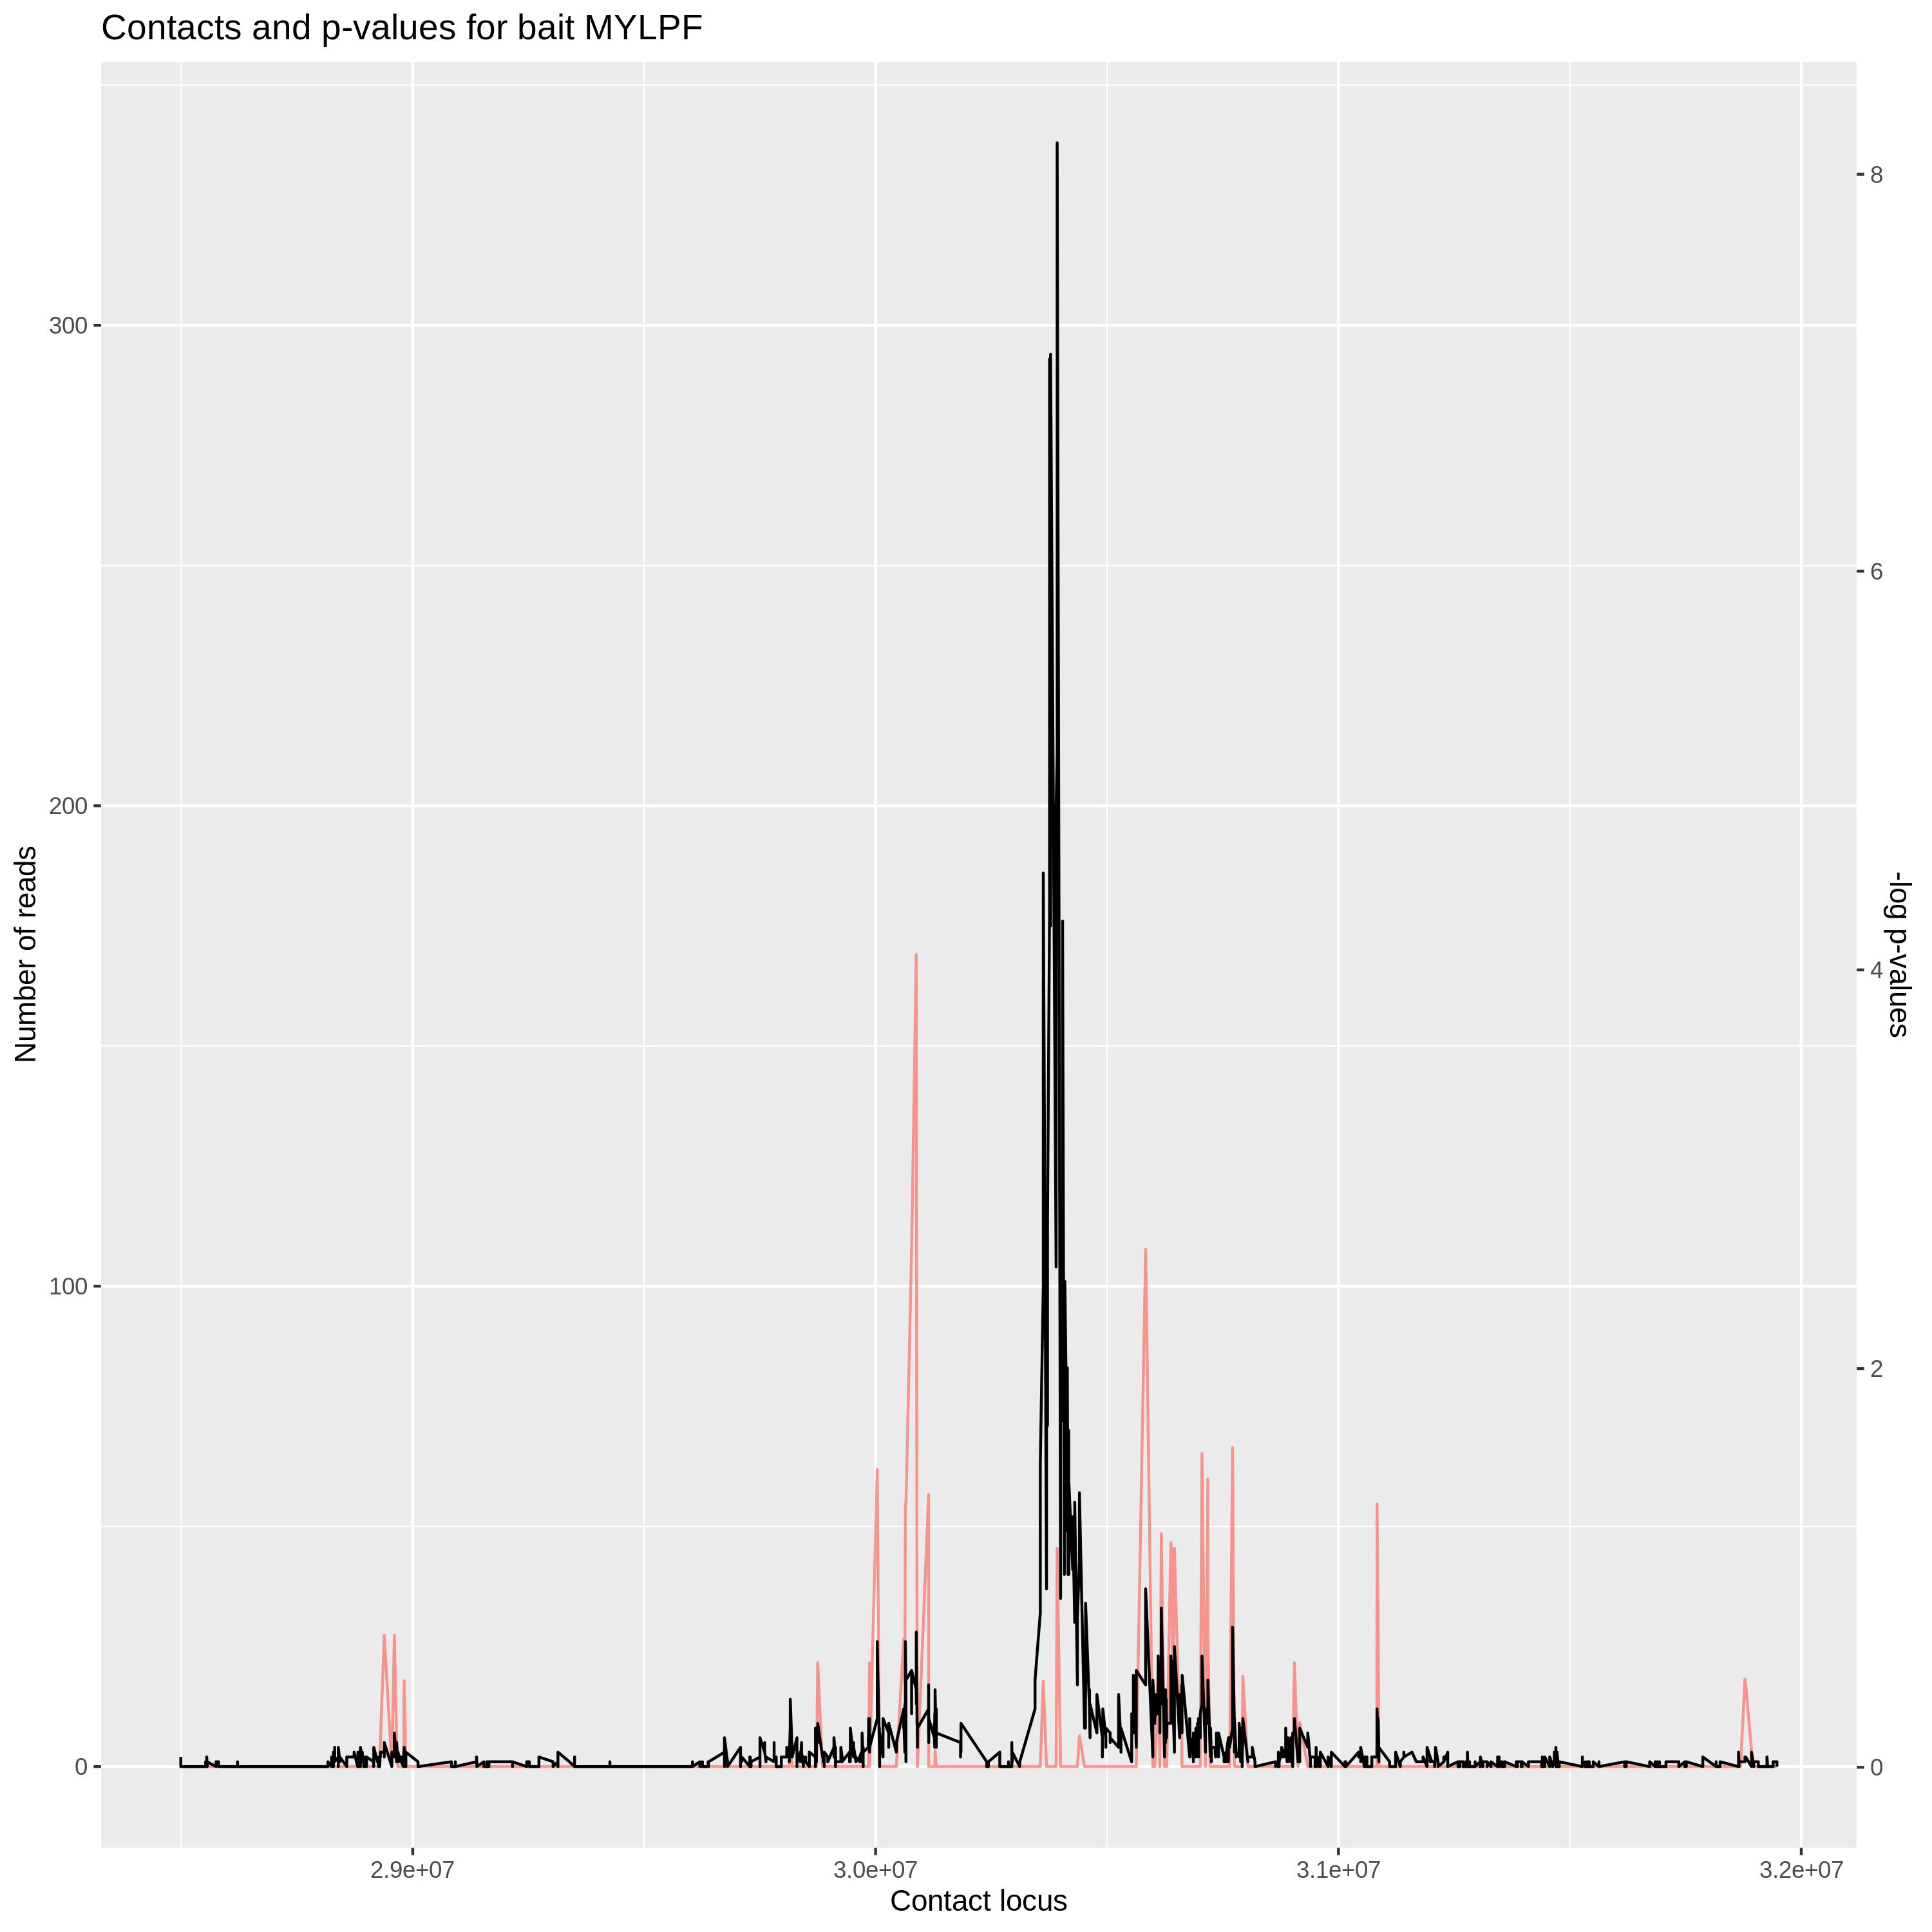 Contacts and p-values for bait MYLPF
300
200
100
0
Number of reads
8
6
4
2
0
-log p-values
2.9e+07
3.0e+07
3.1e+07
3.2e+07
Contact locus